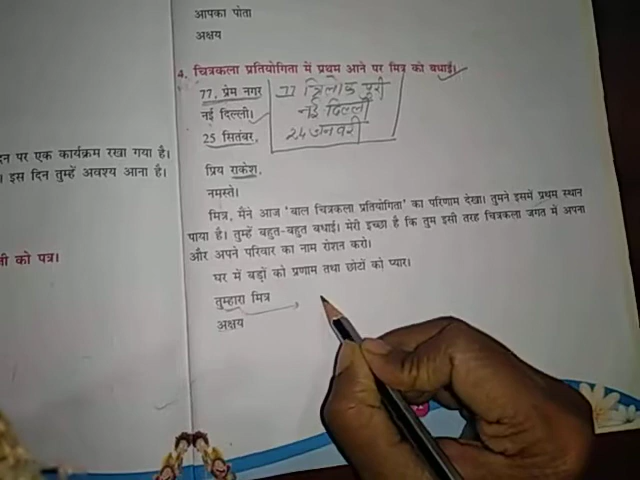 आपका पोता
अक्षय
4. चित्रकला प्रतियोगिता में प्रथम आने पर मित्र को बधाई।
77, प्रेम नगर
नई दिल्ली।
25 सितंबर,
77 त्रिलोक पुरी
नई दिल्ली
24 जनवरी
प्रिय राकेश,
नमस्ते।
मित्र, मैंने आज 'बाल चित्रकला प्रतियोगिता' का परिणाम देखा। तुमने इसमें प्रथम स्थान
पाया है। तुम्हें बहुत-बहुत बधाई। मेरी इच्छा है कि तुम इसी तरह चित्रकला जगत में अपना
और अपने परिवार का नाम रोशन करो।
घर में बड़ों को प्रणाम तथा छोटों को प्यार।
तुम्हारा मित्र
अक्षय
पर एक कार्यक्रम रखा गया है।
इस दिन तुम्हें अवश्य आना है।
को पत्र।